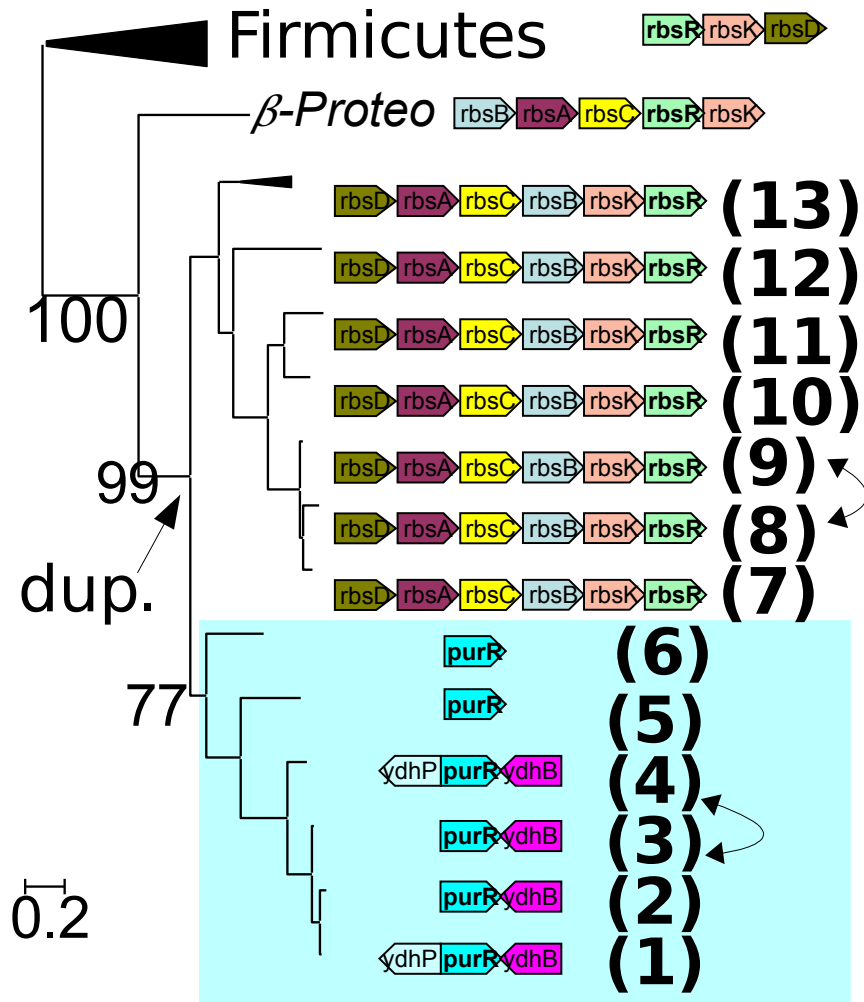 Firmicutes rbsR rbsK rbsD
β-Proteo rbsB rbsA rbsC rbsR rbsK
rbsD rbsA rbsC rbsB rbsK rbsR (13)
rbsD rbsA rbsC rbsB rbsK rbsR (12)
100
rbsD rbsA rbsC rbsB rbsK rbsR (11)
rbsD rbsA rbsC rbsB rbsK rbsR (10)
rbsD rbsA rbsC rbsB rbsK rbsR (9)
99
rbsD rbsA rbsC rbsB rbsK rbsR (8)
dup.
rbsD rbsA rbsC rbsB rbsK rbsR (7)
purR (6)
77
purR (5)
ydhP purR ydhB (4)
purR ydhB (3)
0.2
purR ydhB (2)
ydhP purR ydhB (1)